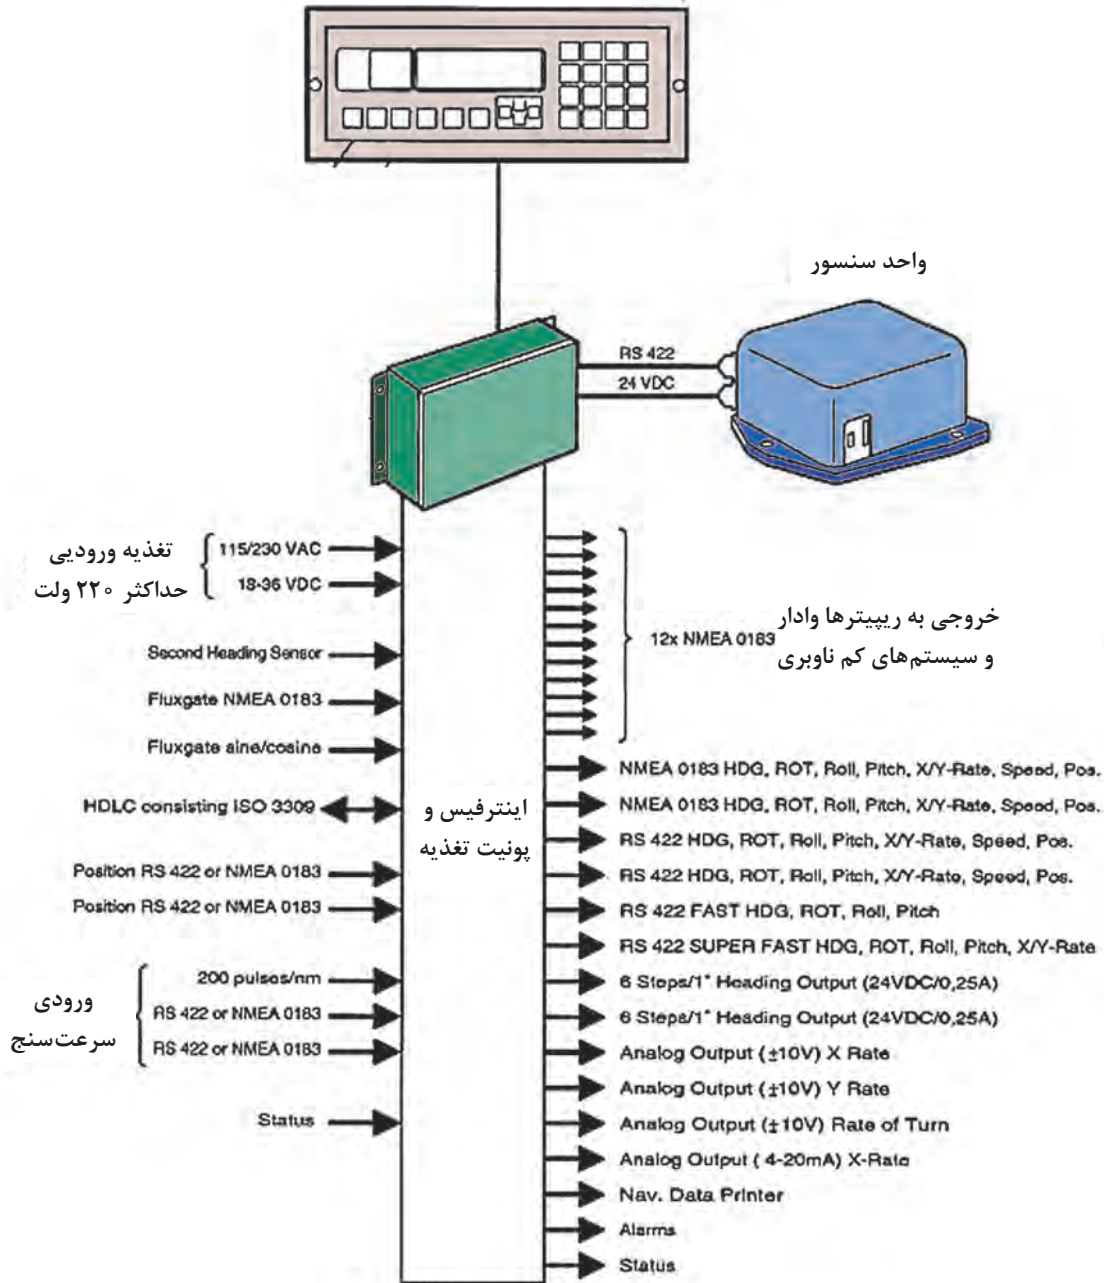 واحد سنسور
RS 422
24 VDC
تغذیه ورودیی
حداکثر ۲۲۰ ولت
115/230 VAC
18-36 VDC
Second Heading Sensor
Fluxgate NMEA 0183
Fluxgate sine/cosine
HDLC consisting ISO 3309
Position RS 422 or NMEA 0183
Position RS 422 or NMEA 0183
ورودی
سرعت‌سنج
200 pulses/nm
RS 422 or NMEA 0183
RS 422 or NMEA 0183
Status
اینترفیس و
پونیت تغذیه
12x NMEA 0183
خروجی به ریپیترها وادار
و سیستم‌های کم ناوبری
NMEA 0183 HDG, ROT, Roll, Pitch, X/Y-Rate, Speed, Pos.
NMEA 0183 HDG, ROT, Roll, Pitch, X/Y-Rate, Speed, Pos.
RS 422 HDG, ROT, Roll, Pitch, X/Y-Rate, Speed, Pos.
RS 422 HDG, ROT, Roll, Pitch, X/Y-Rate, Speed, Pos.
RS 422 FAST HDG, ROT, Roll, Pitch
RS 422 SUPER FAST HDG, ROT, Roll, Pitch, X/Y-Rate
6 Steps/1° Heading Output (24VDC/0,25A)
6 Steps/1° Heading Output (24VDC/0,25A)
Analog Output (±10V) X Rate
Analog Output (±10V) Y Rate
Analog Output (±10V) Rate of Turn
Analog Output ( 4-20mA) X-Rate
Nav. Data Printer
Alarms
Status